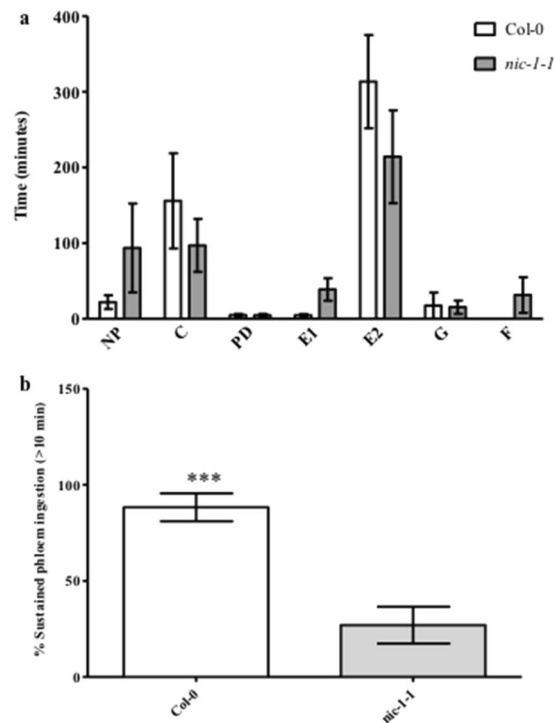 a
Col-0
nic-1-1
Time (minutes)
400
300
200
100
0
NP
C
PD
E1
E2
G
F
b
% Sustained phloem ingestion (>10 min)
150
100
50
0
***
Col-0
nic-1-1